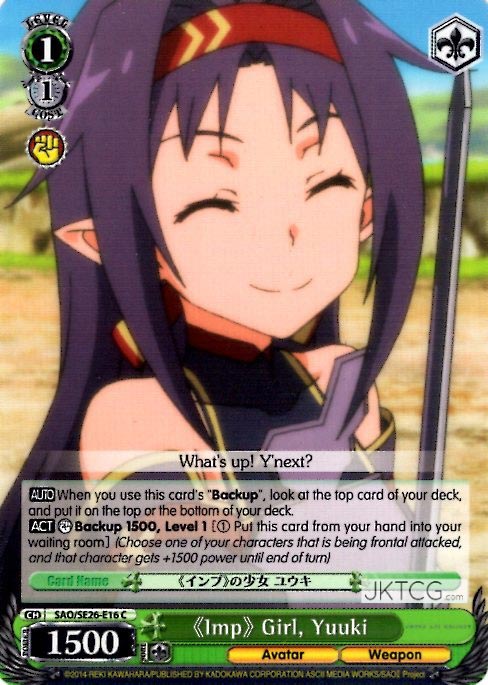 LEVEL
1
1
COST
What's up! Y'next?
AUTO When you use this card's "Backup", look at the top card of your deck,
and put it on the top or the bottom of your deck.
ACT Backup 1500, Level 1 [① Put this card from your hand into your
waiting room] (Choose one of your characters that is being frontal attacked,
and that character gets +1500 power until end of turn)
Card Name 《インプ》の少女 ユウキ
JKTCG.com
CH SAO/SE26-E16 C
POWER 1500 SOUL
《Imp》 Girl, Yuuki
Avatar Weapon
©2014 REKI KAWAHARA/PUBLISHED BY KADOKAWA CORPORATION ASCII MEDIA WORKS/SAOⅡ Project